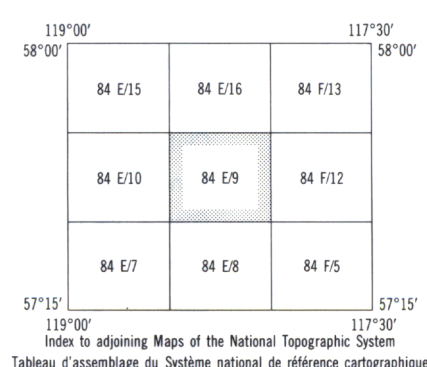 119°00' 117°30'
58°00' 58°00'
84 E/15 84 E/16 84 F/13
84 E/10 84 E/9 84 F/12
84 E/7 84 E/8 84 F/5
57°15' 57°15'
119°00' 117°30'
Index to adjoining Maps of the National Topographic System
Tableau d'assemblage du Système national de référence cartographique